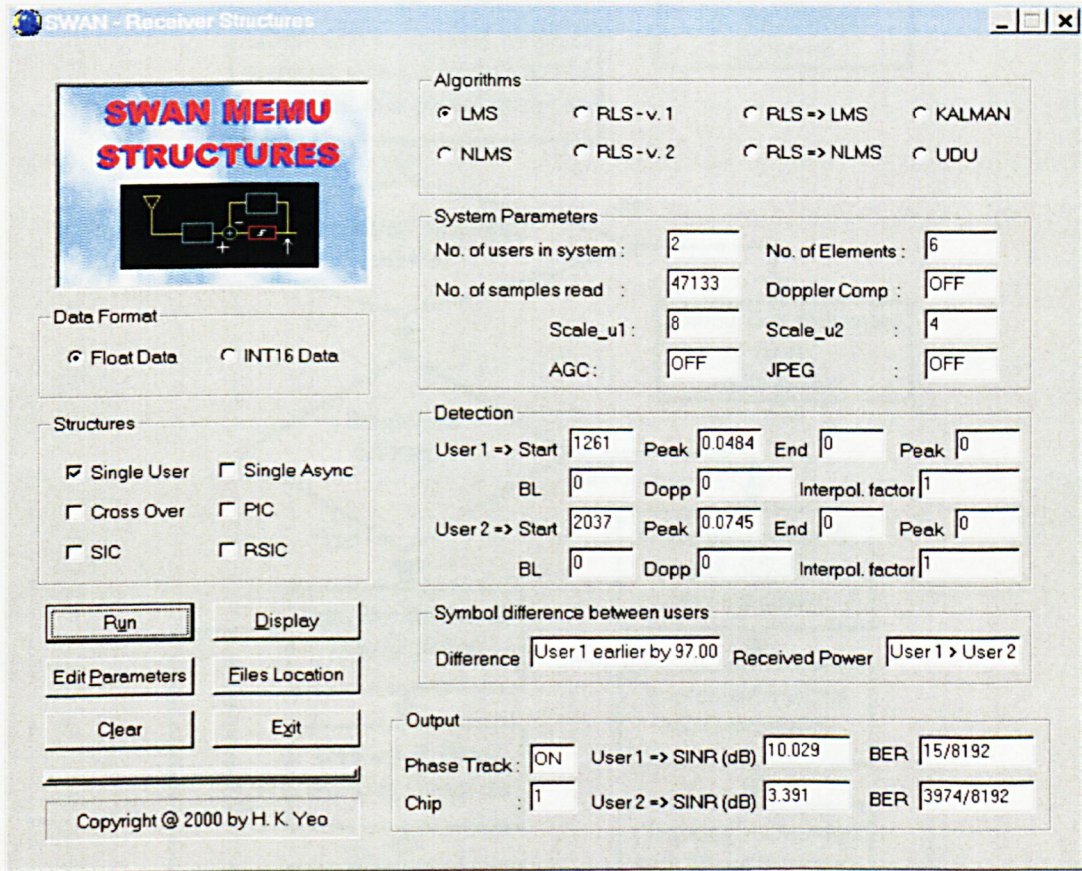 SWAN - Receiver Structures
SWAN MEMU
STRUCTURES
Data Format
Float Data INT16 Data
Structures
Single User Single Async
Cross Over PIC
SIC RSIC
Run Display
Edit Parameters Files Location
Clear Exit
Copyright @ 2000 by H. K. Yeo
Algorithms
LMS RLS - v. 1 RLS => LMS KALMAN
NLMS RLS - v. 2 RLS => NLMS UDU
System Parameters
No. of users in system : 2 No. of Elements : 6
No. of samples read : 47133 Doppler Comp : OFF
Scale_u1 : 8 Scale_u2 : 4
AGC : OFF JPEG : OFF
Detection
User 1 => Start 1261 Peak 0.0484 End 0 Peak 0
BL 0 Dopp 0 Interpol. factor 1
User 2 => Start 2037 Peak 0.0745 End 0 Peak 0
BL 0 Dopp 0 Interpol. factor 1
Symbol difference between users
Difference User 1 earlier by 97.00 Received Power User 1 > User 2
Output
Phase Track : ON User 1 => SINR (dB) 10.029 BER 15/8192
Chip : 1 User 2 => SINR (dB) 3.391 BER 3974/8192